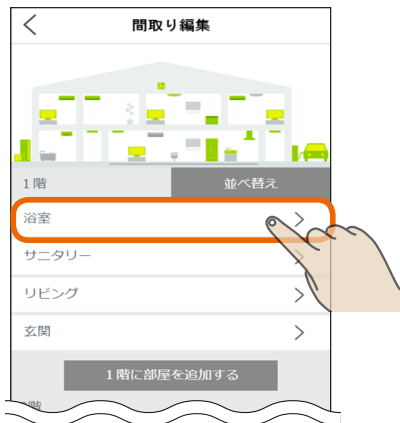 間取り編集
1階
並べ替え
浴室
サニタリー
リビング
玄関
1階に部屋を追加する